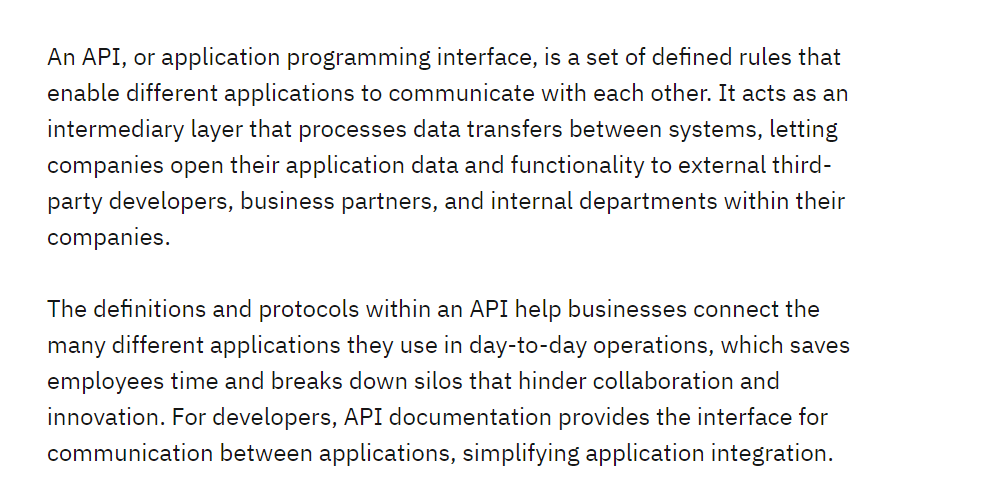 An API, or application programming interface, is a set of defined rules that
enable different applications to communicate with each other. It acts as an
intermediary layer that processes data transfers between systems, letting
companies open their application data and functionality to external third-
party developers, business partners, and internal departments within their
companies.
The definitions and protocols within an API help businesses connect the
many different applications they use in day-to-day operations, which saves
employees time and breaks down silos that hinder collaboration and
innovation. For developers, API documentation provides the interface for
communication between applications, simplifying application integration.